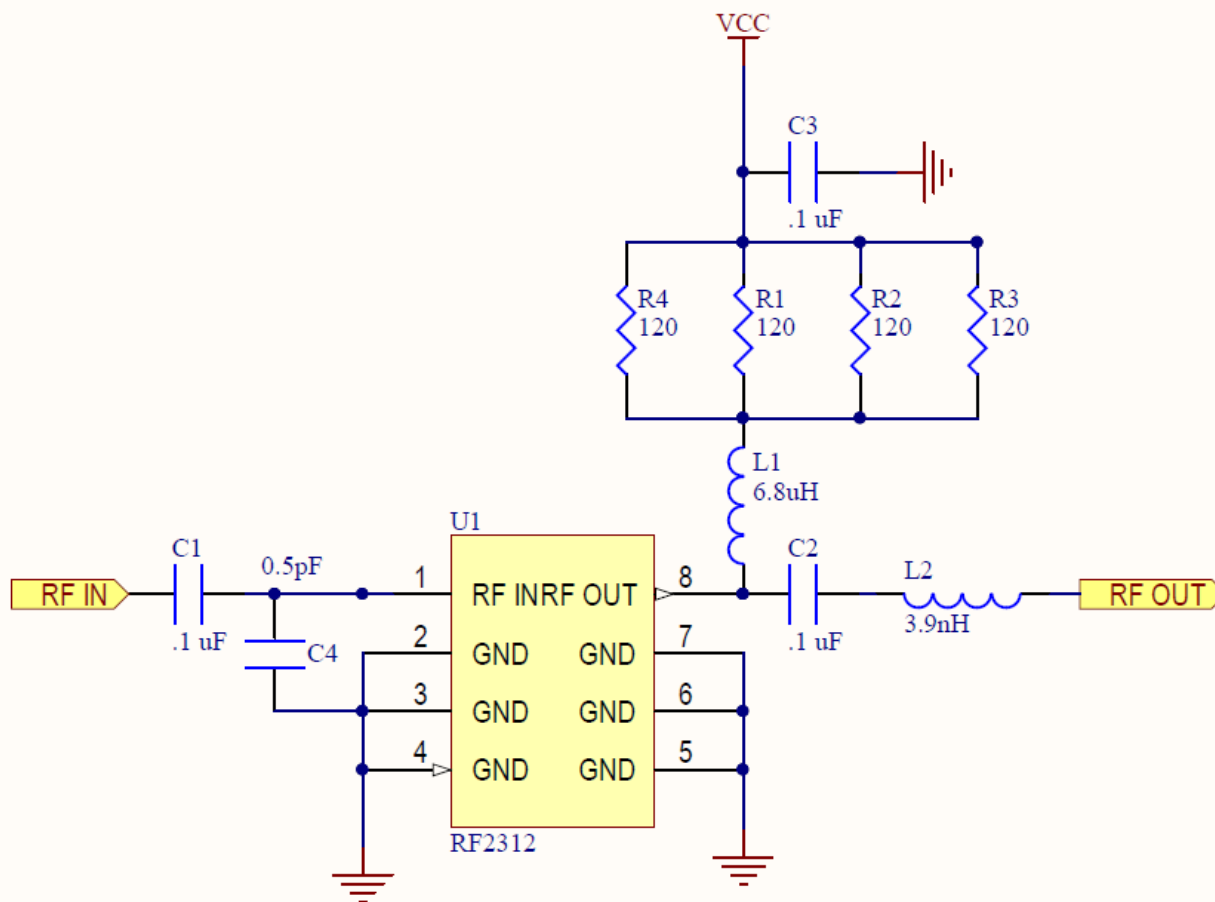 VCC
C3
.1 uF
R4
120
R1
120
R2
120
R3
120
L1
6.8uH
U1
C1
0.5pF
1
RF IN
RF OUT
8
C2
L2
RF IN
RF OUT
.1 uF
C4
2
GND
GND
7
.1 uF
3.9nH
3
GND
GND
6
4
GND
GND
5
RF2312